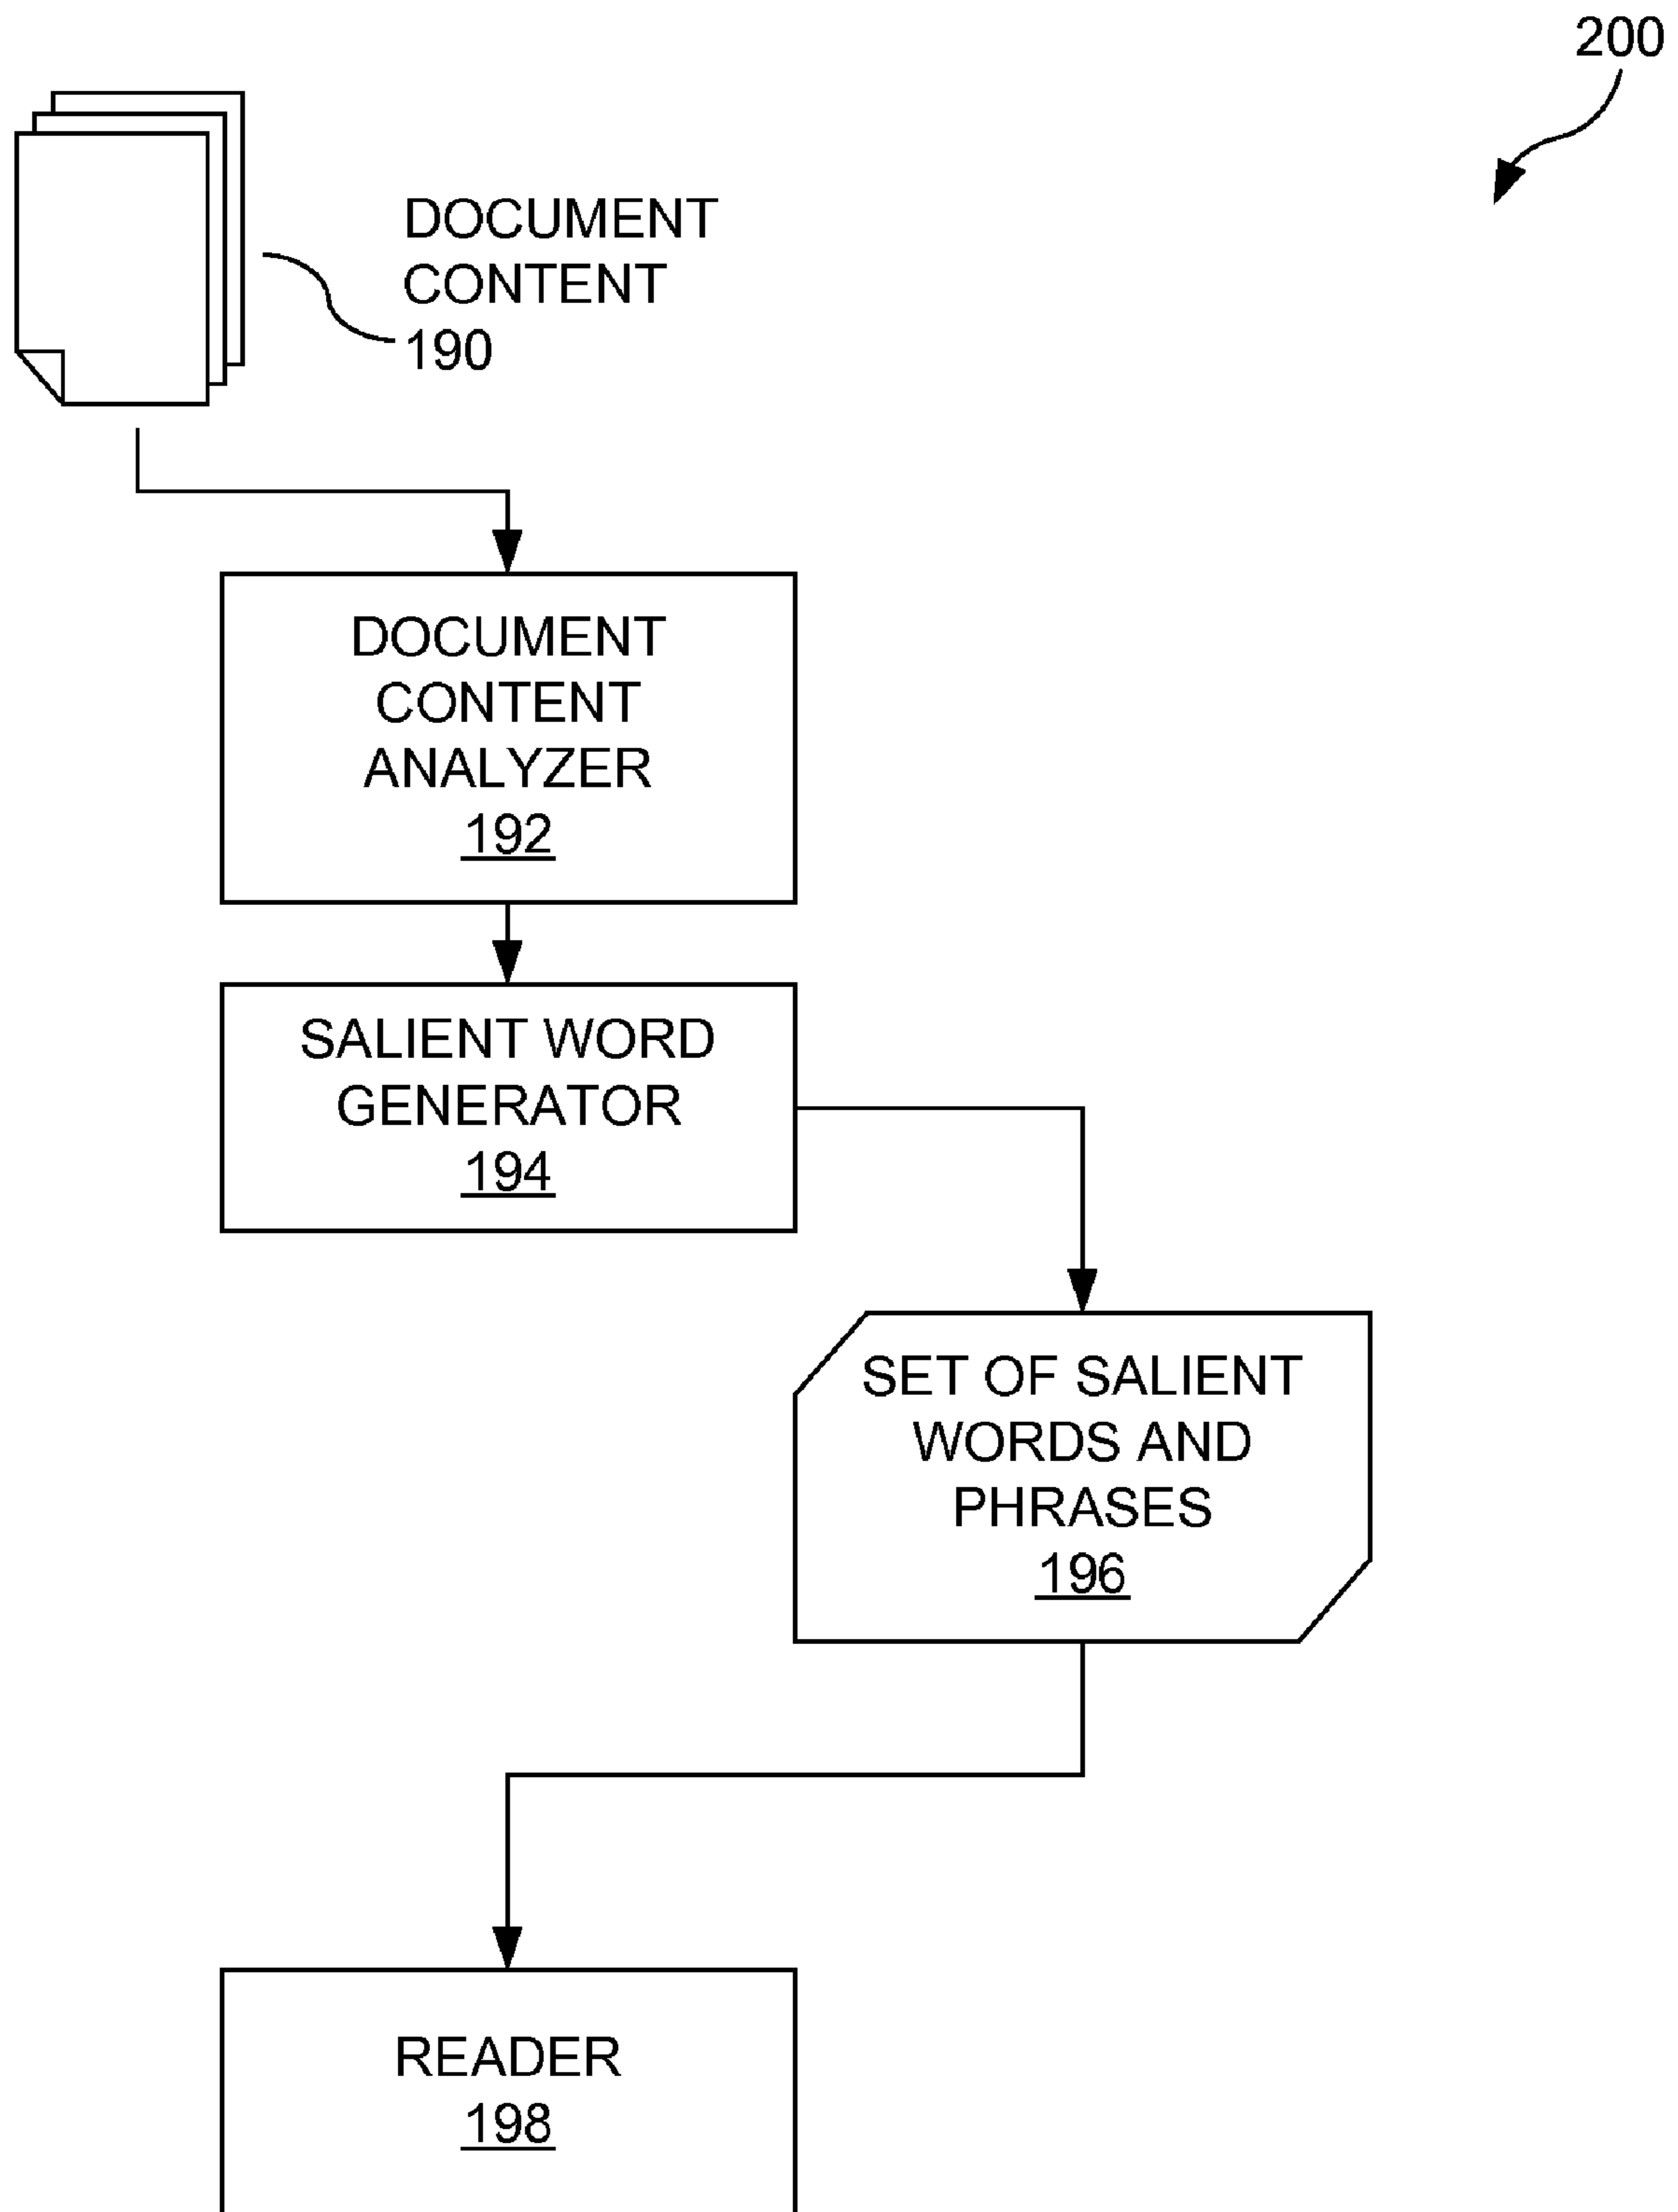 200
DOCUMENT
CONTENT
190
DOCUMENT
CONTENT
ANALYZER
192
SALIENT WORD
GENERATOR
194
SET OF SALIENT
WORDS AND
PHRASES
196
READER
198